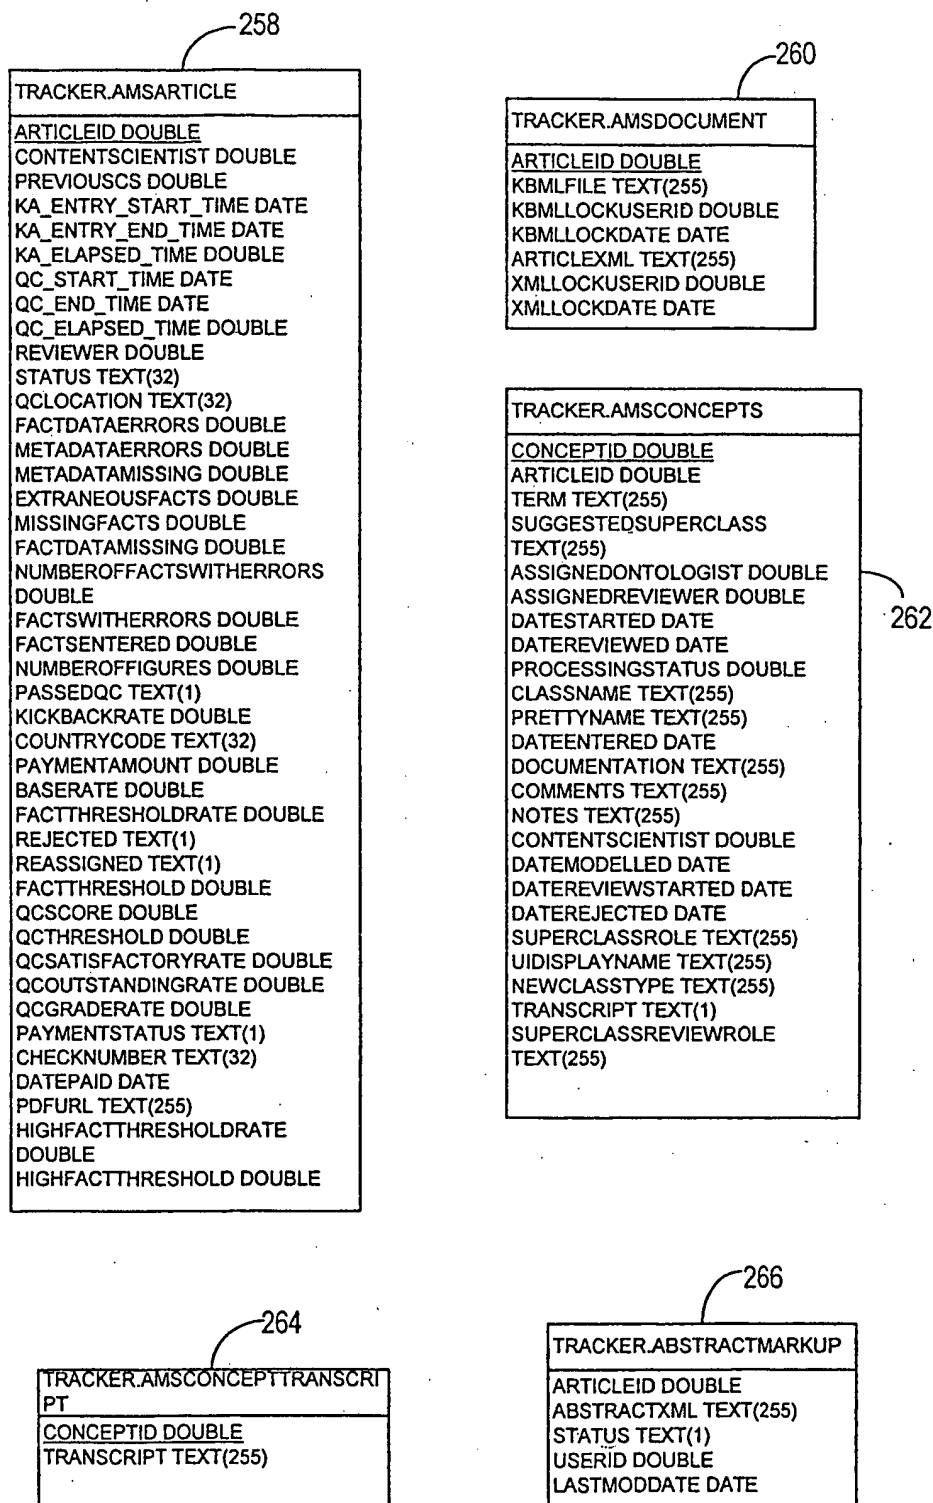 258
TRACKER.AMSARTICLE
ARTICLEID DOUBLE
CONTENTSCIENTIST DOUBLE
PREVIOUSCS DOUBLE
KA_ENTRY_START_TIME DATE
KA_ENTRY_END_TIME DATE
KA_ELAPSED_TIME DOUBLE
QC_START_TIME DATE
QC_END_TIME DATE
QC_ELAPSED_TIME DOUBLE
REVIEWER DOUBLE
STATUS TEXT(32)
QCLOCATION TEXT(32)
FACTDATAERRORS DOUBLE
METADATAERRORS DOUBLE
METADATAMISSING DOUBLE
EXTRANEOUSFACTS DOUBLE
MISSINGFACTS DOUBLE
FACTDATAMISSING DOUBLE
NUMBEROFFACTSWITHERRORS
DOUBLE
FACTSWITHERRORS DOUBLE
FACTSENTERED DOUBLE
NUMBEROFFIGURES DOUBLE
PASSEDQC TEXT(1)
KICKBACKRATE DOUBLE
COUNTRYCODE TEXT(32)
PAYMENTAMOUNT DOUBLE
BASERATE DOUBLE
FACTTHRESHOLDRATE DOUBLE
REJECTED TEXT(1)
REASSIGNED TEXT(1)
FACTTHRESHOLD DOUBLE
QCSCORE DOUBLE
QCTHRESHOLD DOUBLE
QCSATISFACTORYRATE DOUBLE
QCOUTSTANDINGRATE DOUBLE
QCGRADERATE DOUBLE
PAYMENTSTATUS TEXT(1)
CHECKNUMBER TEXT(32)
DATEPAID DATE
PDFURL TEXT(255)
HIGHFACTTHRESHOLDRATE
DOUBLE
HIGHFACTTHRESHOLD DOUBLE
260
TRACKER.AMSDOCUMENT
ARTICLEID DOUBLE
KBMLFILE TEXT(255)
KBMLLOCKUSERID DOUBLE
KBMLLOCKDATE DATE
ARTICLEXML TEXT(255)
XMLLOCKUSERID DOUBLE
XMLLOCKDATE DATE
TRACKER.AMSCONCEPTS
CONCEPTID DOUBLE
ARTICLEID DOUBLE
TERM TEXT(255)
SUGGESTEDSUPERCLASS
TEXT(255)
ASSIGNEDONTOLOGIST DOUBLE
ASSIGNEDREVIEWER DOUBLE
DATESTARTED DATE
DATEREVIEWED DATE
PROCESSINGSTATUS DOUBLE
CLASSNAME TEXT(255)
PRETTYNAME TEXT(255)
DATEENTERED DATE
DOCUMENTATION TEXT(255)
COMMENTS TEXT(255)
NOTES TEXT(255)
CONTENTSCIENTIST DOUBLE
DATEMODELLED DATE
DATEREVIEWSTARTED DATE
DATEREJECTED DATE
SUPERCLASSROLE TEXT(255)
UIDISPLAYNAME TEXT(255)
NEWCLASSTYPE TEXT(255)
TRANSCRIPT TEXT(1)
SUPERCLASSREVIEWROLE
TEXT(255)
262
264
TRACKER.AMSCONCEPTTRANSCRI
PT
CONCEPTID DOUBLE
TRANSCRIPT TEXT(255)
266
TRACKER.ABSTRACTMARKUP
ARTICLEID DOUBLE
ABSTRACTXML TEXT(255)
STATUS TEXT(1)
USERID DOUBLE
LASTMODDATE DATE